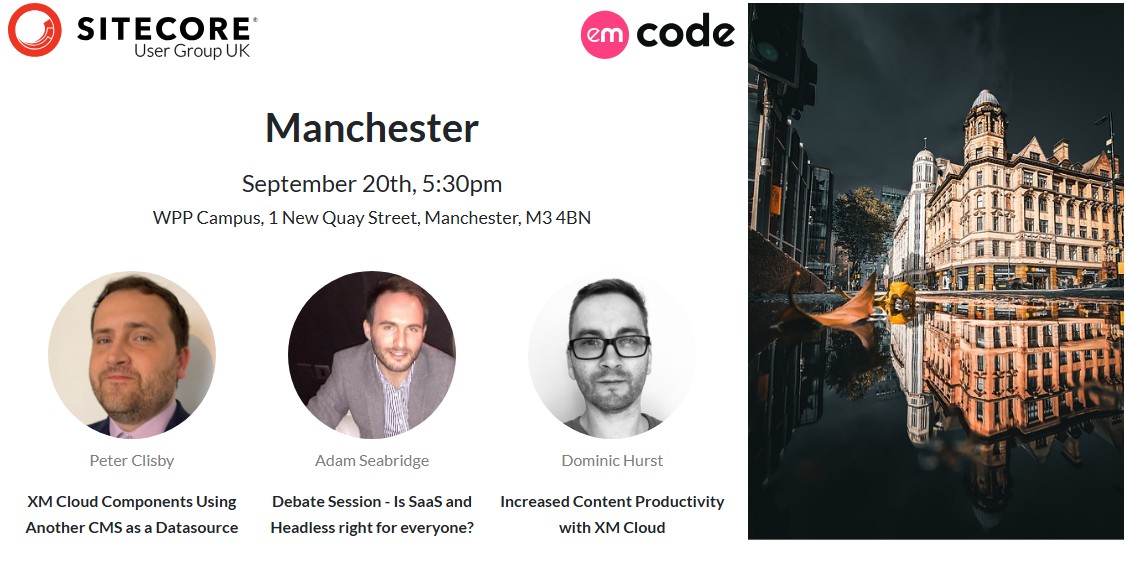 SITECORE
User Group UK
em code
Manchester
September 20th, 5:30pm
WPP Campus, 1 New Quay Street, Manchester, M3 4BN
Peter Clisby
Adam Seabridge
Dominic Hurst
XM Cloud Components Using
Another CMS as a Datasource
Debate Session - Is SaaS and
Headless right for everyone?
Increased Content Productivity
with XM Cloud